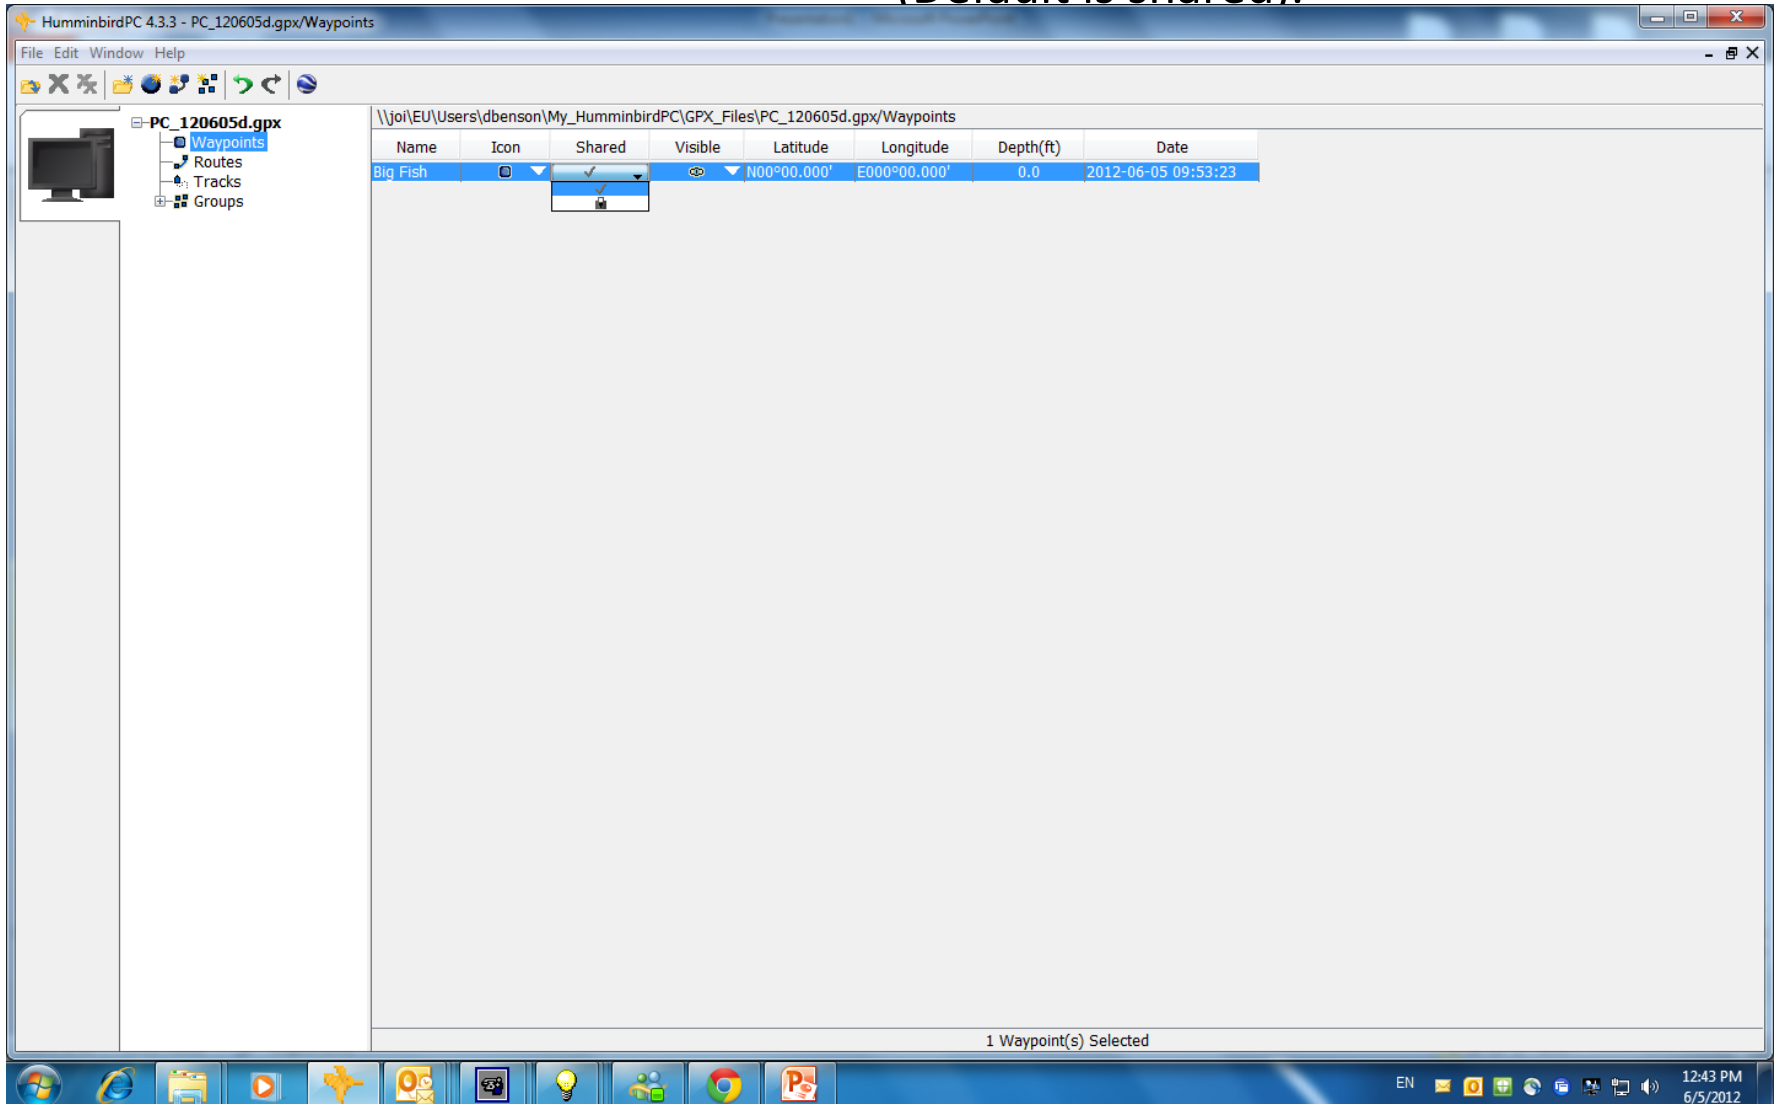 (Default is shared).
HumminbirdPC 4.3.3 - PC_120605d.gpx/Waypoints
File Edit Window Help
PC_120605d.gpx
Waypoints
Routes
Tracks
Groups
\\joi\EU\Users\dbenson\My_HumminbirdPC\GPX_Files\PC_120605d.gpx/Waypoints
Name Icon Shared Visible Latitude Longitude Depth(ft) Date
Big Fish N00°00.000' E000°00.000' 0.0 2012-06-05 09:53:23
1 Waypoint(s) Selected
EN
12:43 PM
6/5/2012